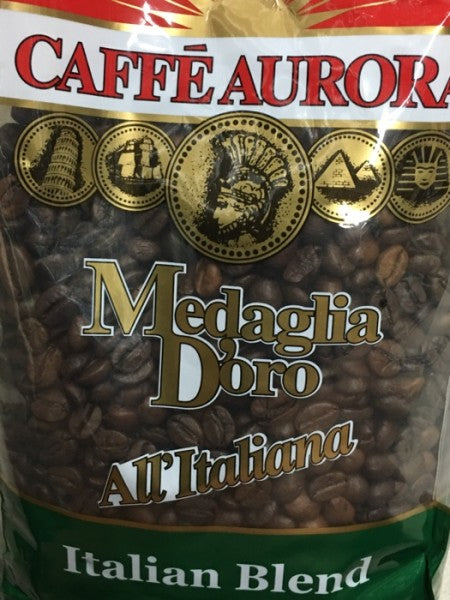 CAFFÉ AURORA
Medaglia
D'oro
All'Italiana
Italian Blend